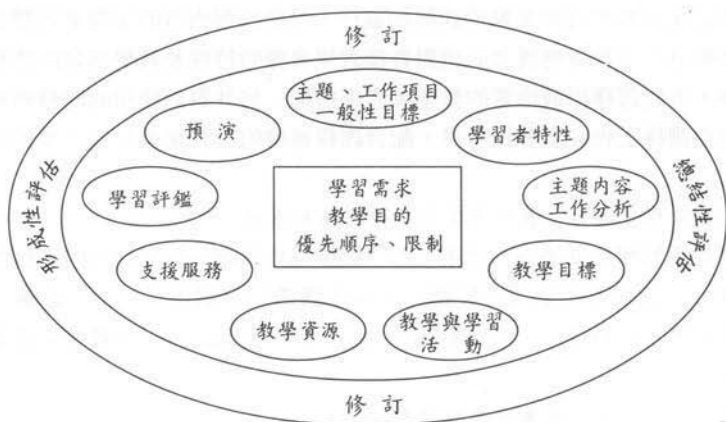 修訂
主題、工作項目
一般性目標
預演
學習者特性
學習評鑑
物成性評估
學習需求
教學目的
優先順序、限制
主題內容
工作分析
總結性評估
支援服務
教學目標
教學資源
教學與學習
活動
修訂